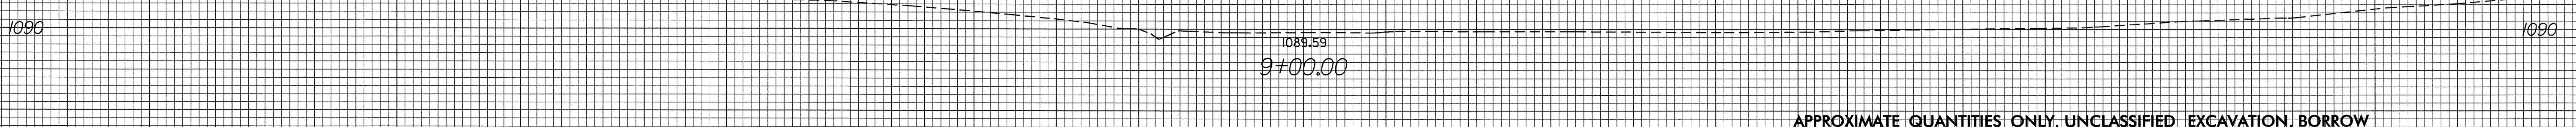 1090 1090
1089.59
9+00.00
APPROXIMATE QUANTITIES ONLY. UNCLASSIFIED EXCAVATION. BORROW